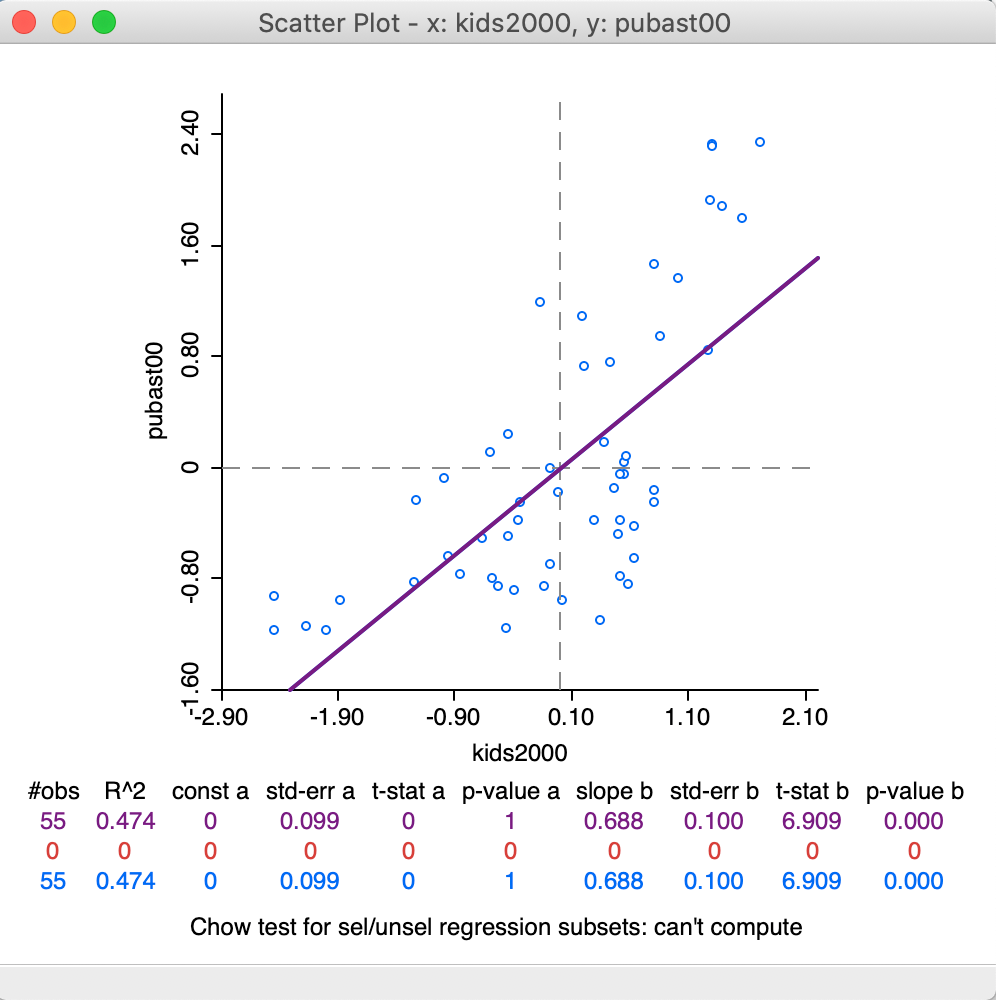 Scatter Plot - x: kids2000, y: pubast00
2.40
1.60
0.80
0
-0.80
-1.60
pubast00
-2.90 -1.90 -0.90 0.10 1.10 2.10
kids2000
#obs R^2 const a std-err a t-stat a p-value a slope b std-err b t-stat b p-value b
55 0.474 0 0.099 0 1 0.688 0.100 6.909 0.000
0 0 0 0 0 0 0 0 0 0
55 0.474 0 0.099 0 1 0.688 0.100 6.909 0.000
Chow test for sel/unsel regression subsets: can't compute